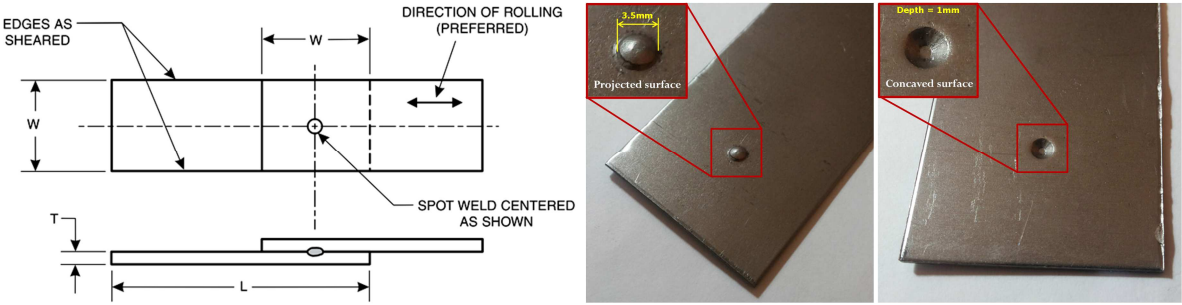 EDGES AS
SHEARED
W
DIRECTION OF ROLLING
(PREFERRED)
W
SPOT WELD CENTERED
AS SHOWN
T
L
3.5mm
Projected surface
Depth = 1mm
Concaved surface